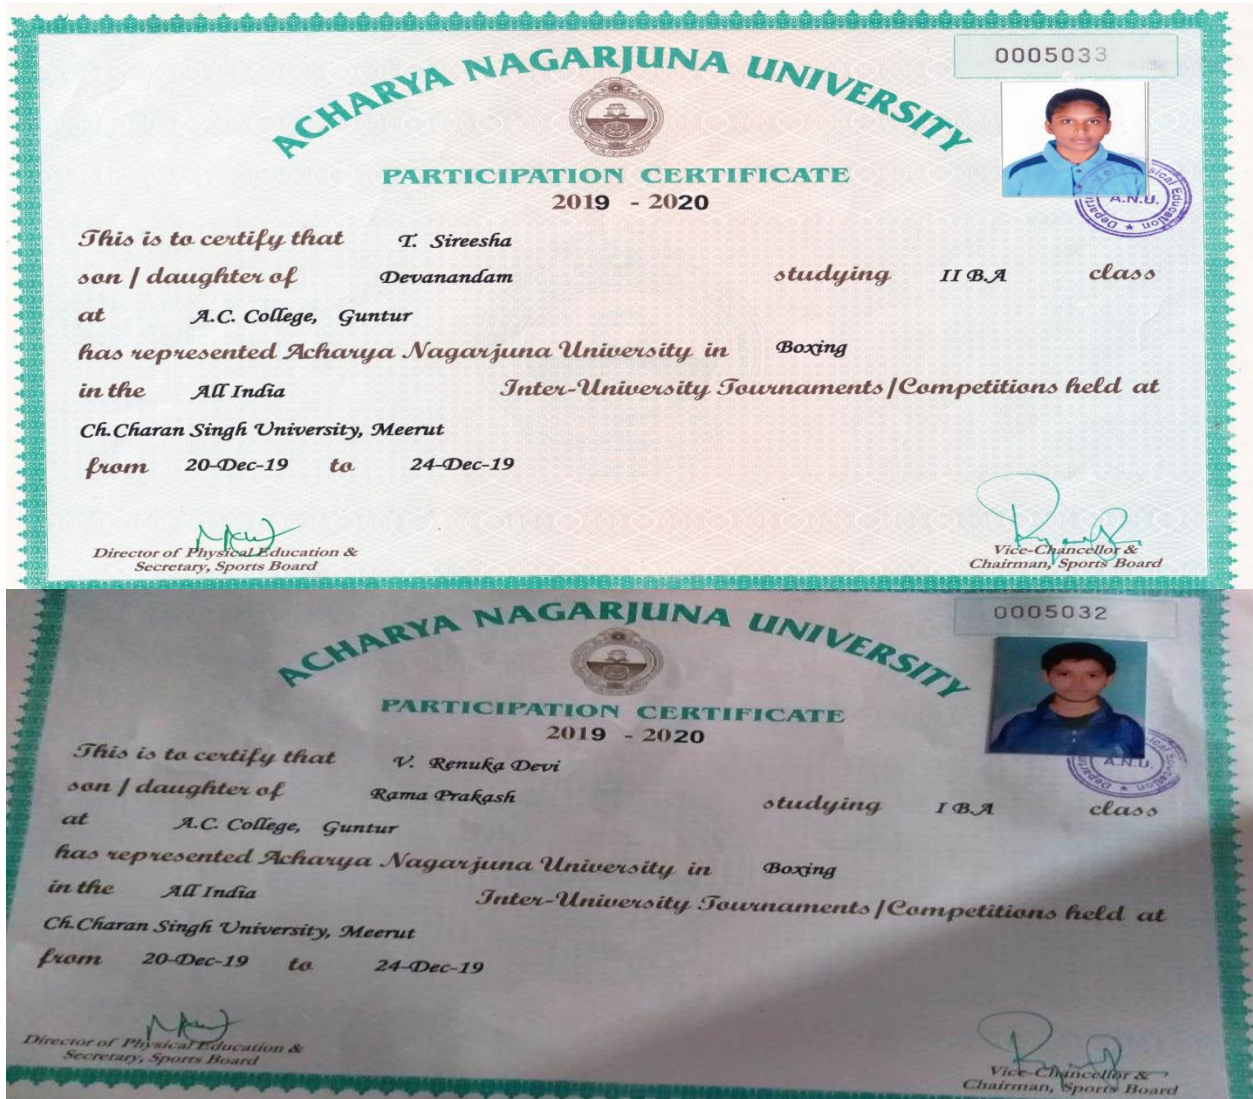 0005033
ACHARYA NAGARJUNA UNIVERSITY
PARTICIPATION CERTIFICATE
2019 - 2020
This is to certify that T. Sireesha
son / daughter of Devanandam studying II B.A class
at A.C. College, Guntur
has represented Acharya Nagarjuna University in Boxing
in the All India Inter-University Tournaments/Competitions held at
Ch.Charan Singh University, Meerut
from 20-Dec-19 to 24-Dec-19
Director of Physical Education &
Secretary, Sports Board
Vice-Chancellor &
Chairman, Sports Board
Physical Education
A.N.U.
0005032
ACHARYA NAGARJUNA UNIVERSITY
PARTICIPATION CERTIFICATE
2019 - 2020
This is to certify that V. Renuka Devi
son / daughter of Rama Prakash studying I B.A class
at A.C. College, Guntur
has represented Acharya Nagarjuna University in Boxing
in the All India Inter-University Tournaments/Competitions held at
Ch.Charan Singh University, Meerut
from 20-Dec-19 to 24-Dec-19
Director of Physical Education &
Secretary, Sports Board
Vice-Chancellor &
Chairman, Sports Board
A.N.U.